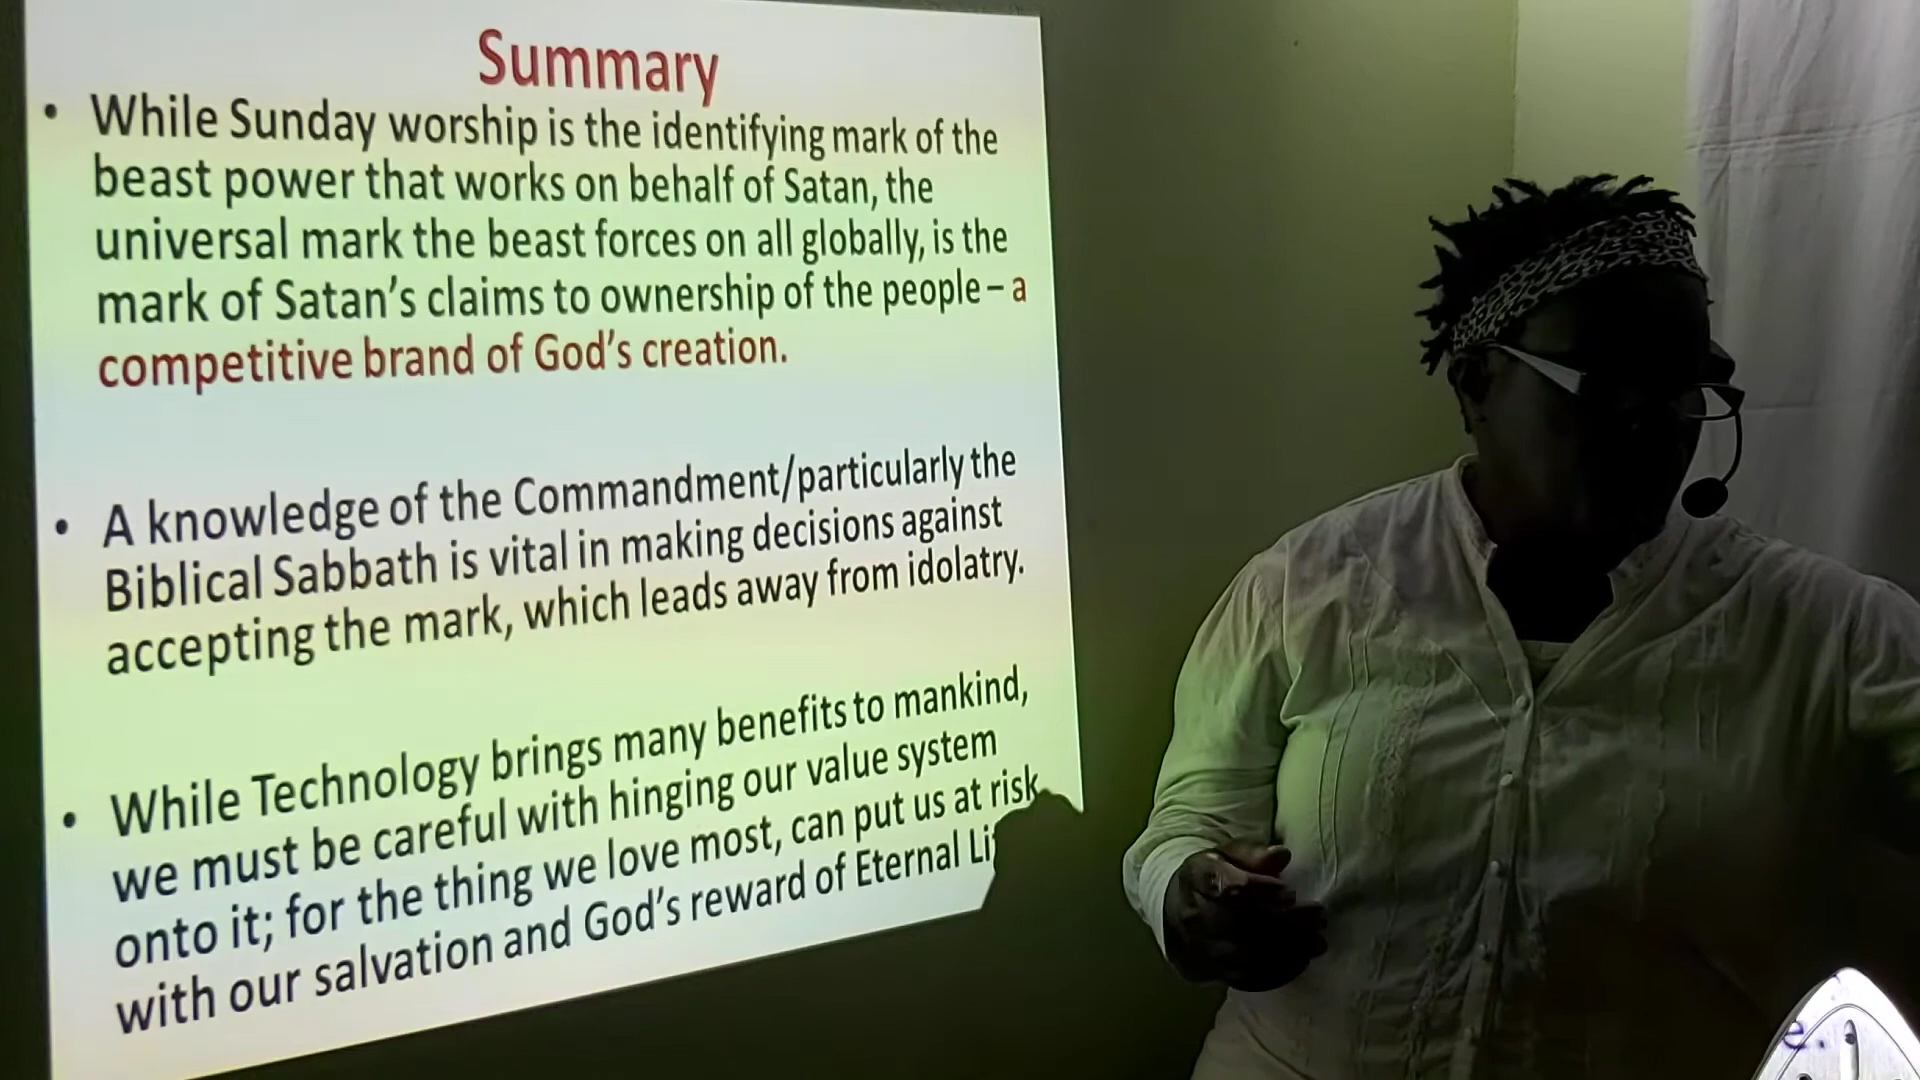 Summary
• While Sunday worship is the identifying mark of the
beast power that works on behalf of Satan, the
universal mark the beast forces on all globally, is the
mark of Satan's claims to ownership of the people – a
competitive brand of God's creation.
• A knowledge of the Commandment/particularly the
Biblical Sabbath is vital in making decisions against
accepting the mark, which leads away from idolatry.
• While Technology brings many benefits to mankind,
we must be careful with hinging our value system
onto it; for the thing we love most, can put us at risk
with our salvation and God's reward of Eternal Li
e.